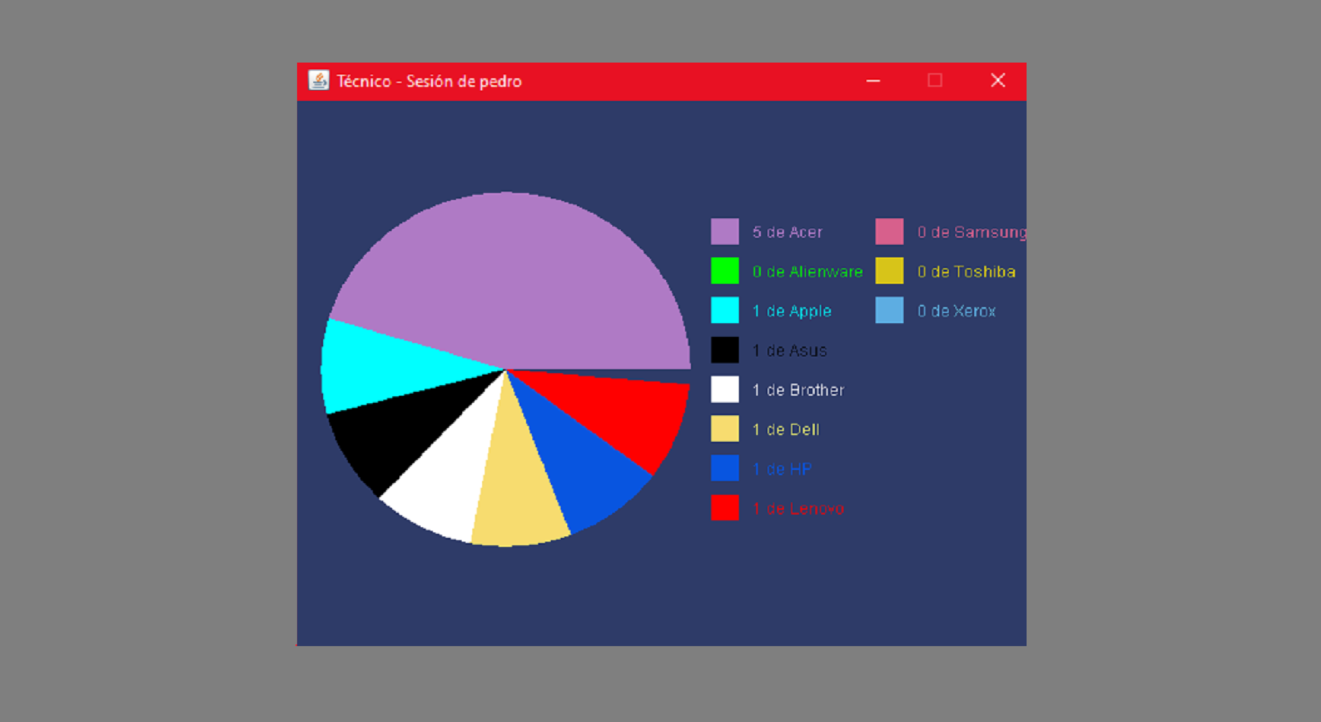 Técnico - Sesión de pedro
5 de Acer
0 de Alienware
1 de Apple
1 de Asus
1 de Brother
1 de Dell
1 de HP
1 de Lenovo
0 de Samsung
0 de Toshiba
0 de Xerox